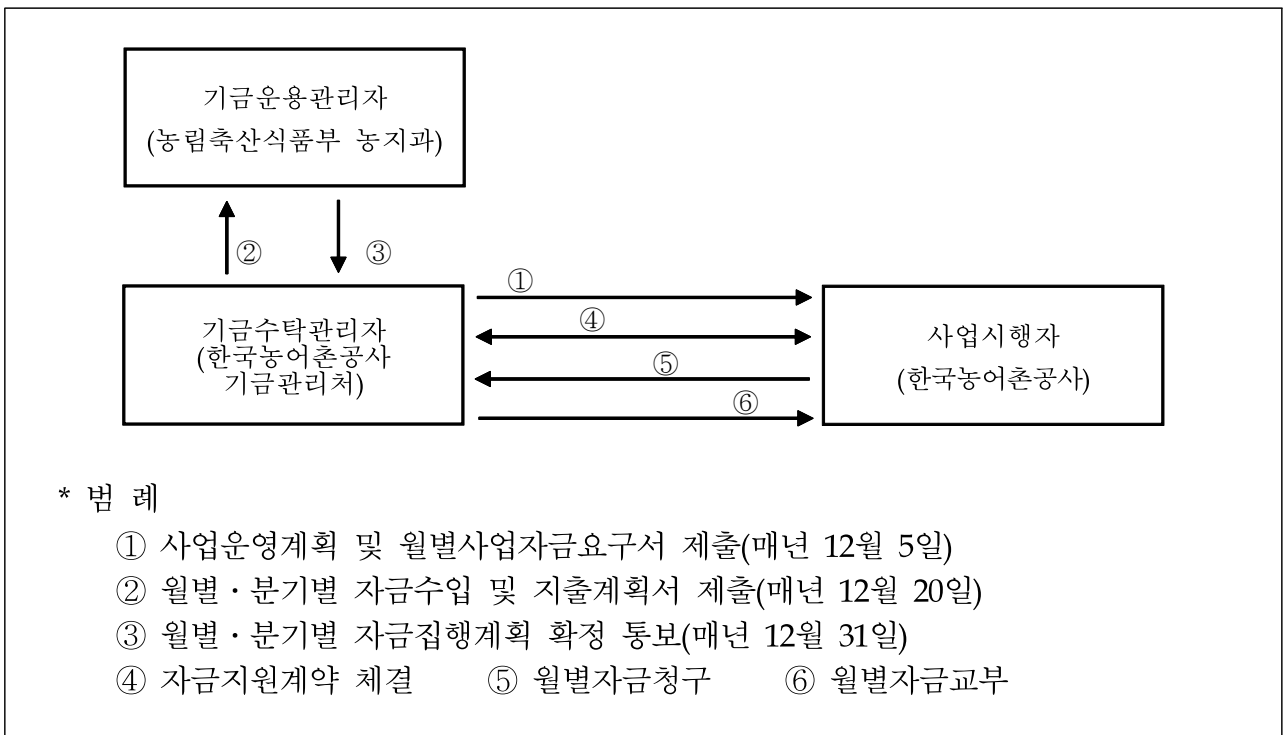 기금운용관리자
(농림축산식품부 농지과)
②
③
기금수탁관리자
(한국농어촌공사
기금관리처)
①
④
⑤
⑥
사업시행자
(한국농어촌공사)
* 범 례
① 사업운영계획 및 월별사업자금요구서 제출(매년 12월 5일)
② 월별 · 분기별 자금수입 및 지출계획서 제출(매년 12월 20일)
③ 월별 · 분기별 자금집행계획 확정 통보(매년 12월 31일)
④ 자금지원계약 체결 ⑤ 월별자금청구 ⑥ 월별자금교부